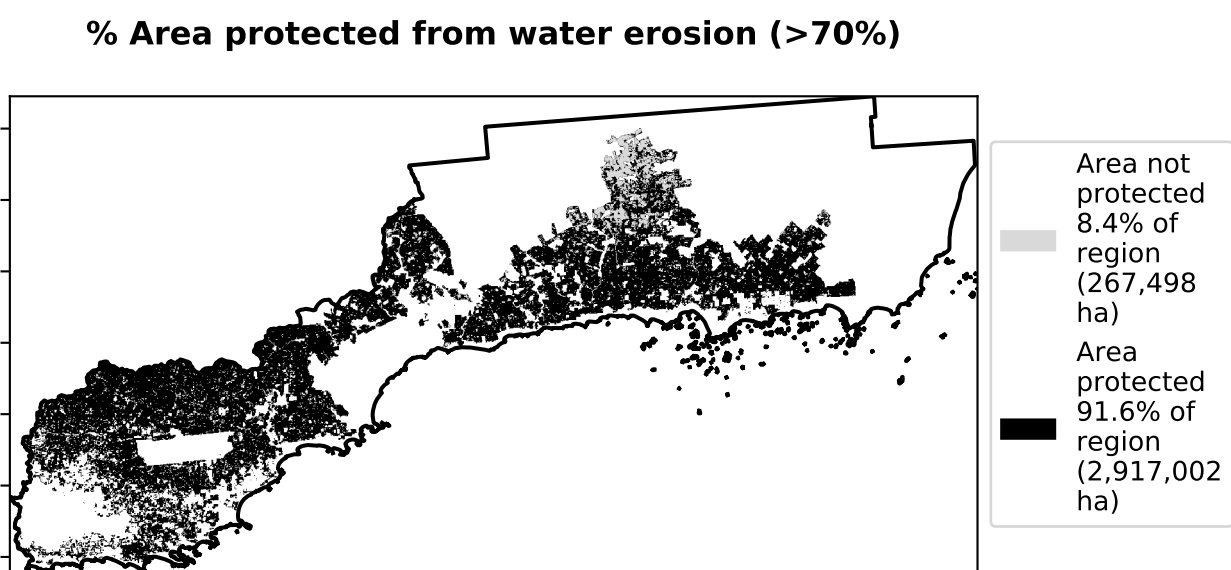 % Area protected from water erosion (>70%)
Area not
protected
8.4% of
region
(267,498
ha)
Area
protected
91.6% of
region
(2,917,002
ha)